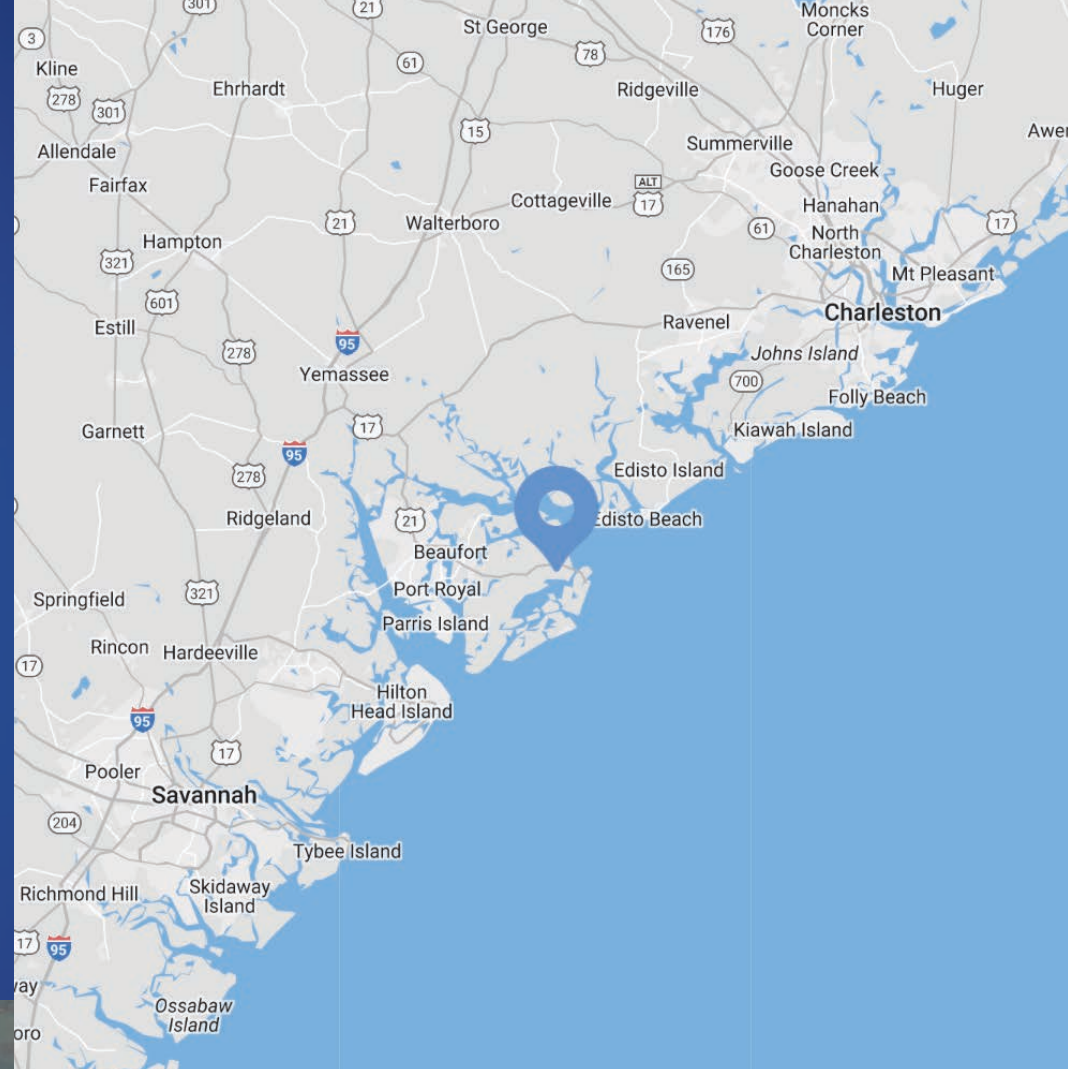 301
21
Moncks
Corner
St George
176
3
78
61
Kline
Ehrhardt
Ridgeville
Huger
278
301
15
Awe
Summerville
Allendale
Goose Creek
ALT
17
Fairfax
Cottageville
Hanahan
21
Walterboro
61
17
North
Charleston
Hampton
321
165
Mt Pleasant
601
Charleston
Estill
Ravenel
95
278
Johns Island
Yemassee
700
Folly Beach
Garnett
17
Kiawah Island
95
278
Edisto Island
Ridgeland
21
Edisto Beach
Beaufort
321
Port Royal
Springfield
Parris Island
Rincon
Hardeeville
17
Hilton
Head Island
95
17
Pooler
Savannah
204
Tybee Island
Richmond Hill
Skidaway
Island
17
95
way
Ossabaw
Island
oro